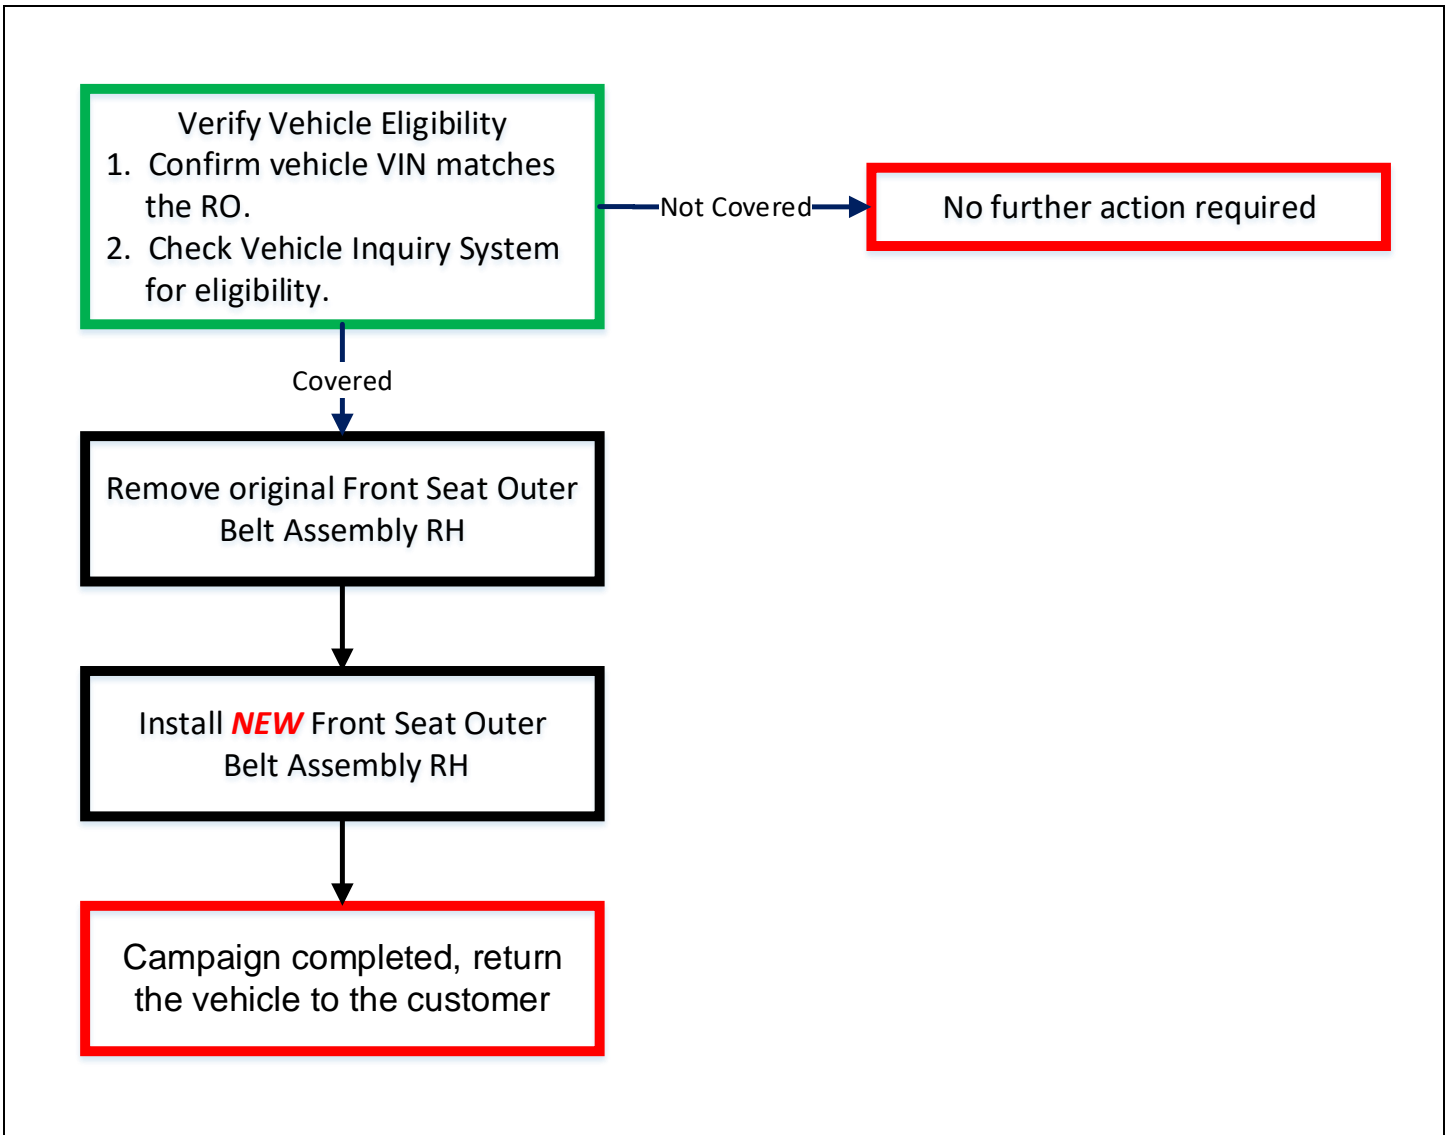 Verify Vehicle Eligibility
1. Confirm vehicle VIN matches
the RO.
2. Check Vehicle Inquiry System
for eligibility.
Not Covered
No further action required
Covered
Remove original Front Seat Outer
Belt Assembly RH
Install NEW Front Seat Outer
Belt Assembly RH
Campaign completed, return
the vehicle to the customer